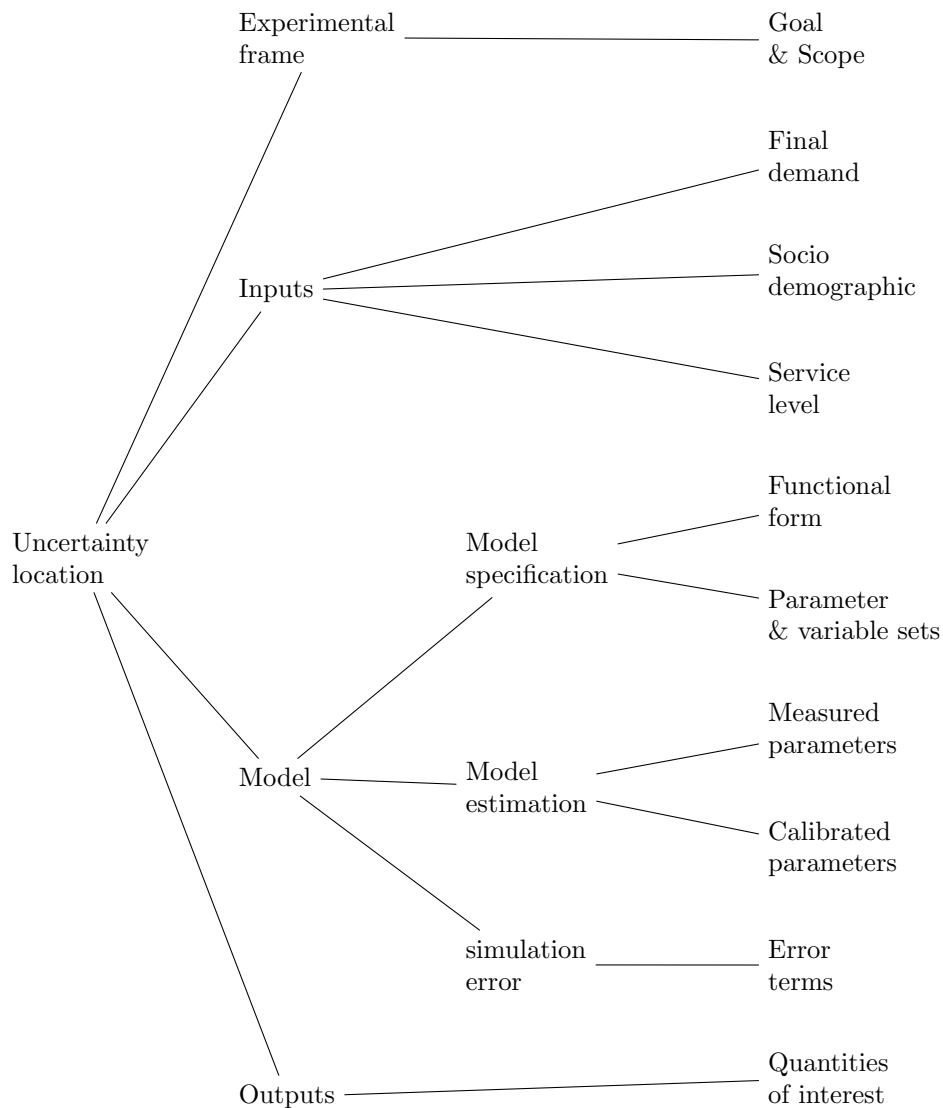 Experimental
frame
Goal
& Scope
Final
demand
Inputs
Socio
demographic
Service
level
Uncertainty
location
Model
specification
Functional
form
Parameter
& variable sets
Model
Model
estimation
Measured
parameters
Calibrated
parameters
simulation
error
Error
terms
Outputs
Quantities
of interest